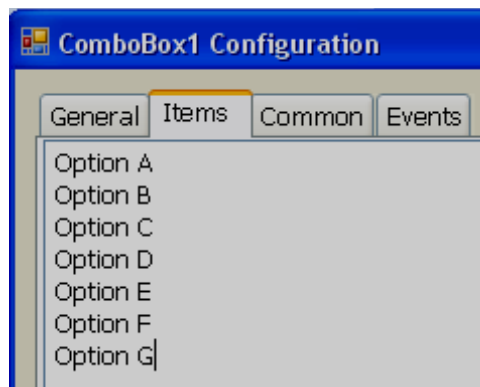 ComboBox1 Configuration
General Items Common Events
Option A
Option B
Option C
Option D
Option E
Option F
Option G